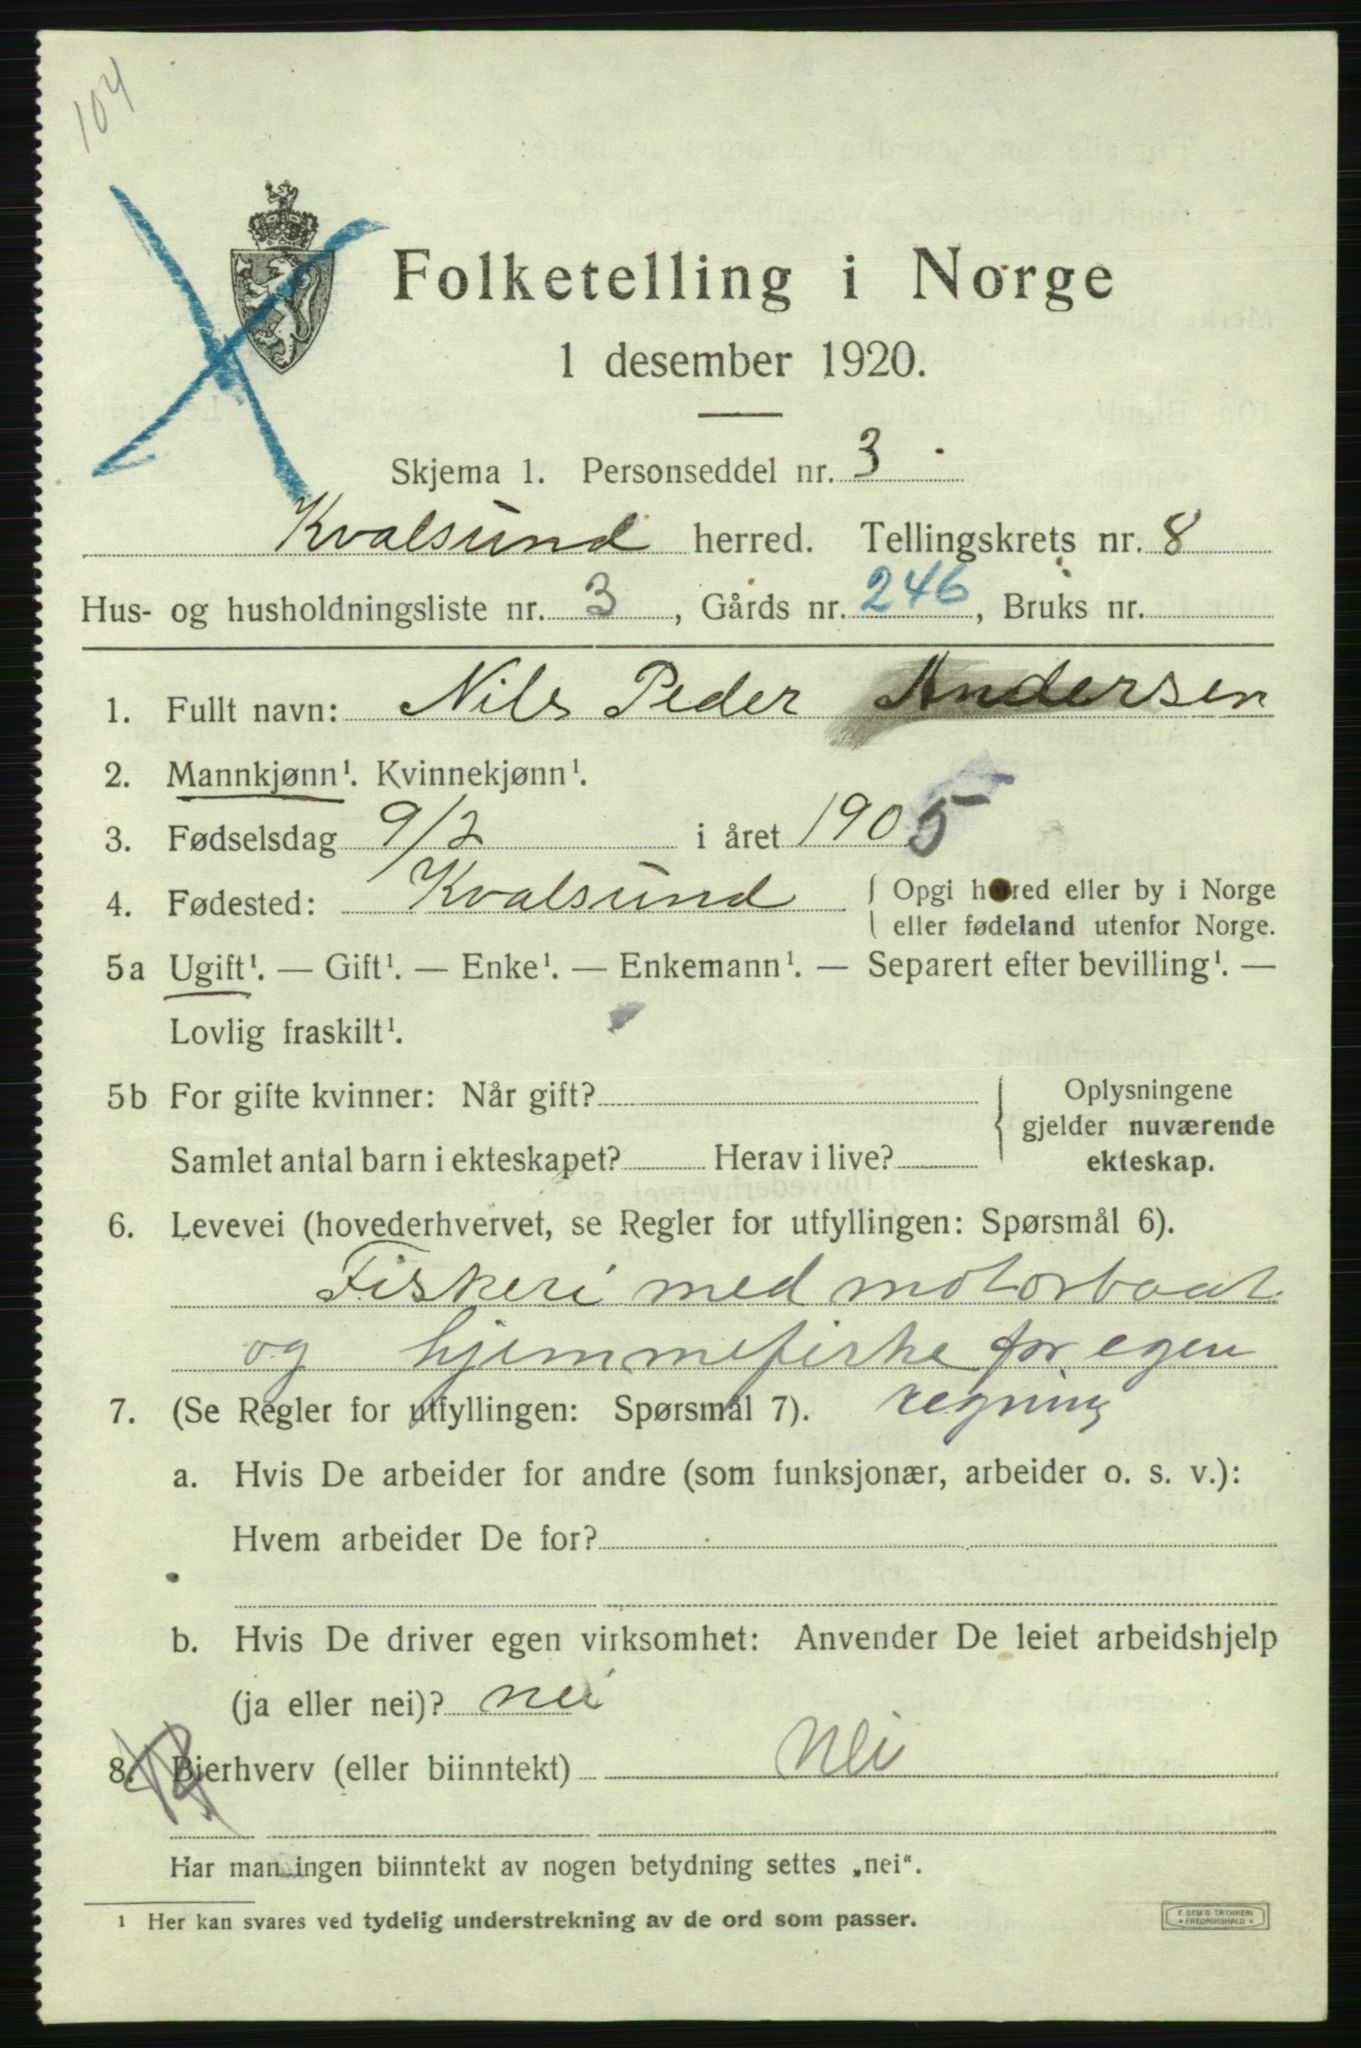 104
Folketelling i Norge
1 desember 1920.
Skjema 1. Personseddel nr. 3
Kvalsund herred. Tellingskrets nr. 8
Hus- og husholdningsliste nr. 3, Gårds nr. 246, Bruks nr.
1. Fullt navn: Nils Peder Andersen
2. Mannkjønn¹. Kvinnekjønn¹.
3. Fødselsdag 9/2 i året 1905
4. Fødested: Kvalsund { Opgi herred eller by i Norge
eller fødeland utenfor Norge.
5a Ugift¹. — Gift¹. — Enke¹. — Enkemann¹. — Separert efter bevilling¹. —
Lovlig fraskilt¹.
5b For gifte kvinner: Når gift? { Oplysningene
gjelder nuværende
Samlet antal barn i ekteskapet? Herav i live? ekteskap.
6. Levevei (hovederhvervet, se Regler for utfyllingen: Spørsmål 6).
Fiskeri med motorbaat
og hjemmefiske for egen
regning
7. (Se Regler for utfyllingen: Spørsmål 7).
a. Hvis De arbeider for andre (som funksjonær, arbeider o. s. v.):
Hvem arbeider De for?
b. Hvis De driver egen virksomhet: Anvender De leiet arbeidshjelp
(ja eller nei)? nei
8. Bierhverv (eller biinntekt) Nei
Har man ingen biinntekt av nogen betydning settes „nei“.
¹ Her kan svares ved tydelig understrekning av de ord som passer.
E. SEM'S TRYKKERI
FREDRIKSHALD